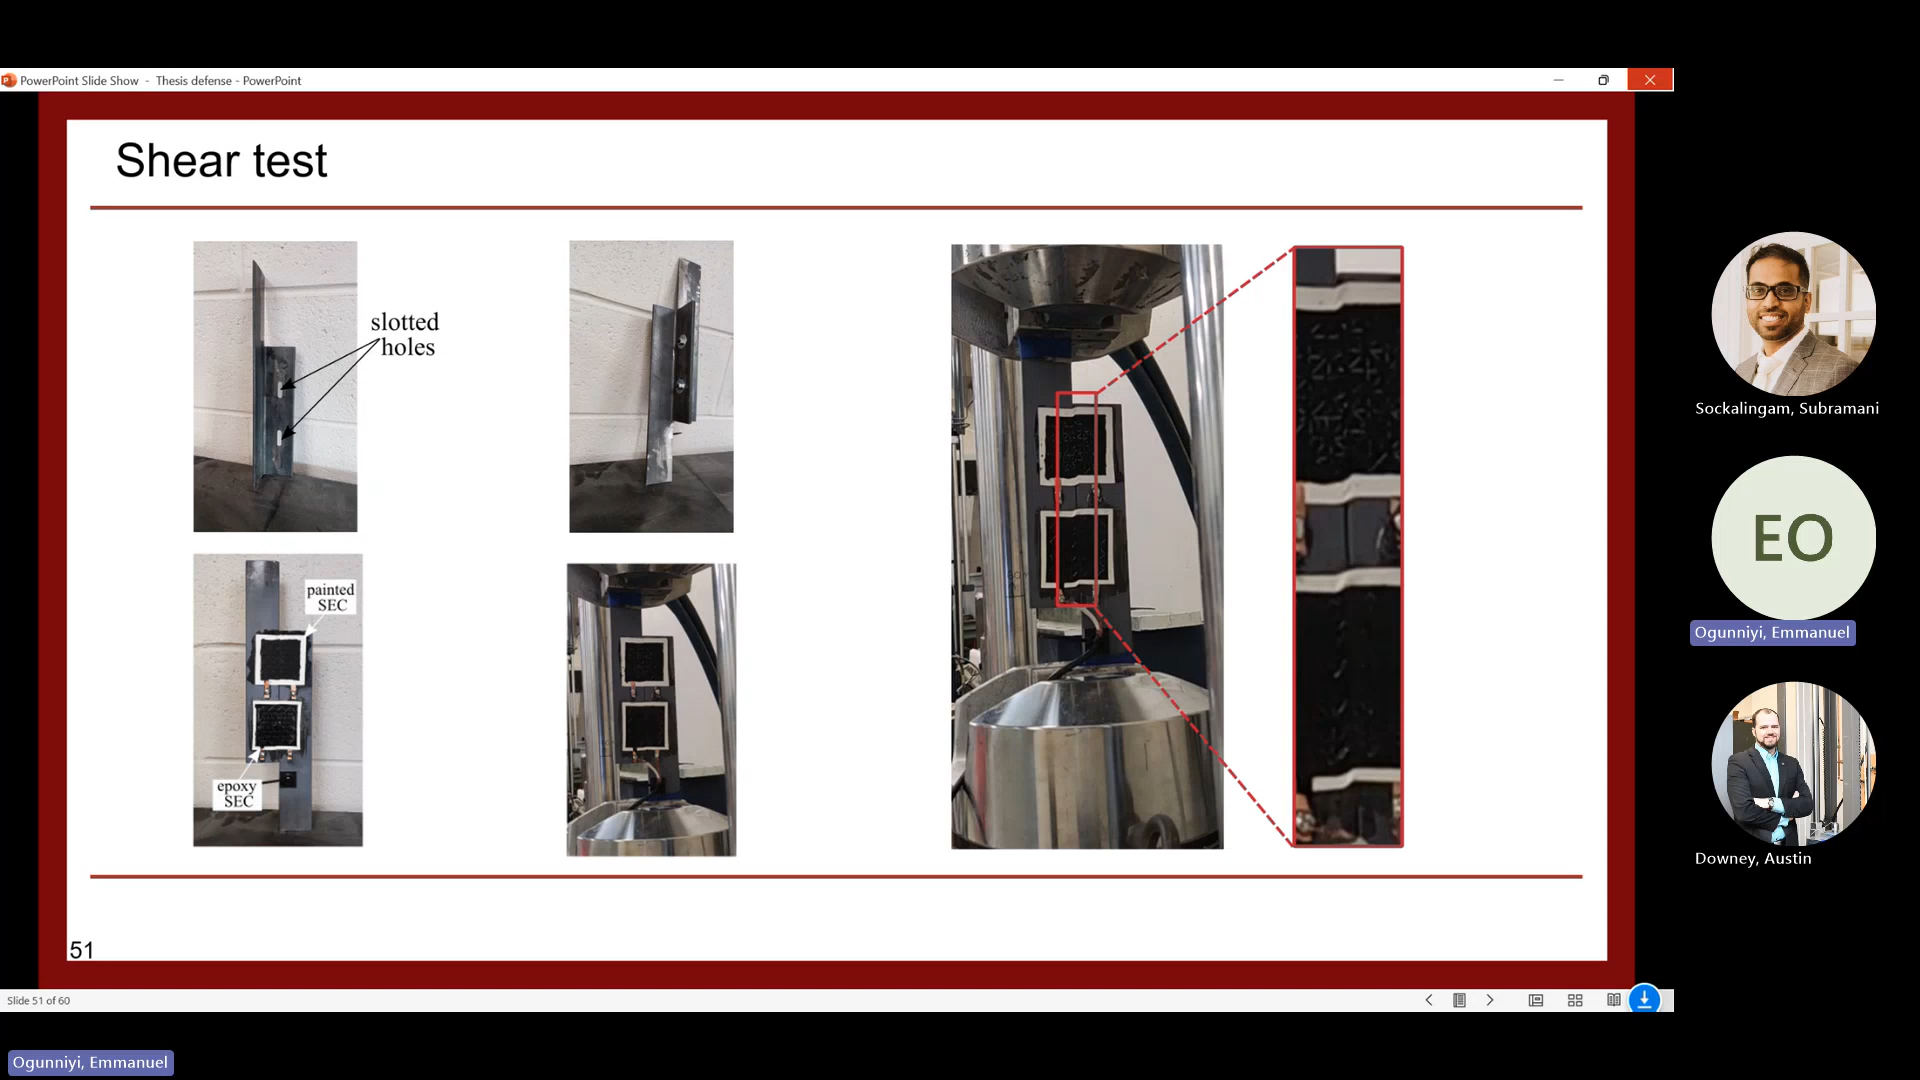 PowerPoint Slide Show - Thesis defense - PowerPoint
Shear test
slotted
holes
painted
SEC
epoxy
SEC
51
Slide 51 of 60
Sockalingam, Subramani
EO
Ogunniyi, Emmanuel
Downey, Austin
Ogunniyi, Emmanuel